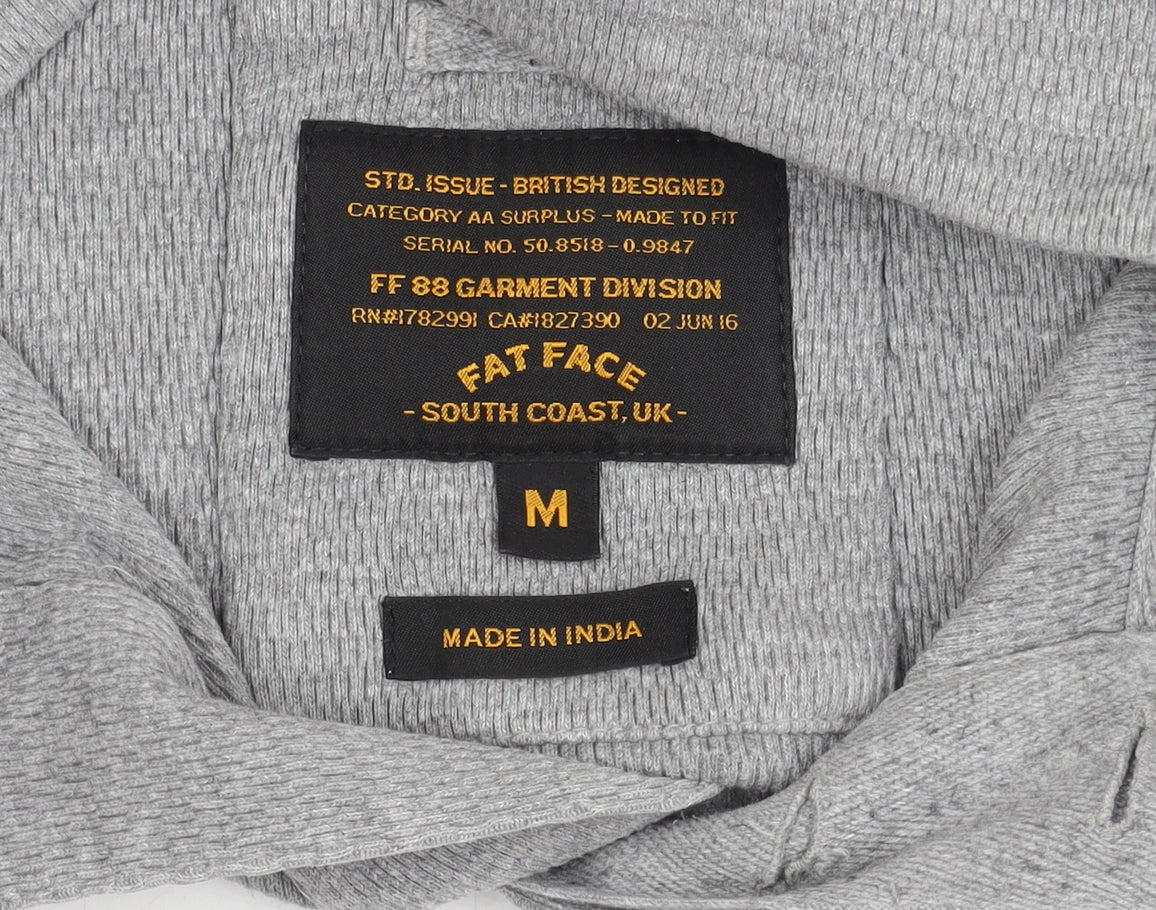 STD. ISSUE - BRITISH DESIGNED
CATEGORY AA SURPLUS - MADE TO FIT
SERIAL NO. 50.8518 - 0.9847
FF 88 GARMENT DIVISION
RN#1782991 CA#1827390 02 JUN 16
FAT FACE
- SOUTH COAST, UK -
M
MADE IN INDIA